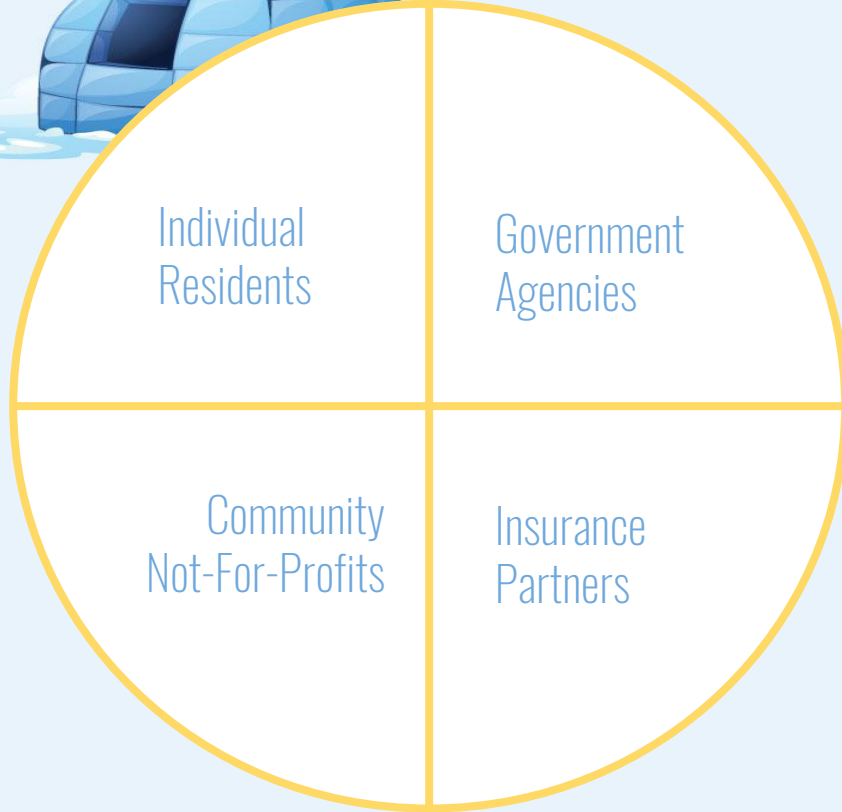 Individual
Residents
Government
Agencies
Community
Not-For-Profits
Insurance
Partners